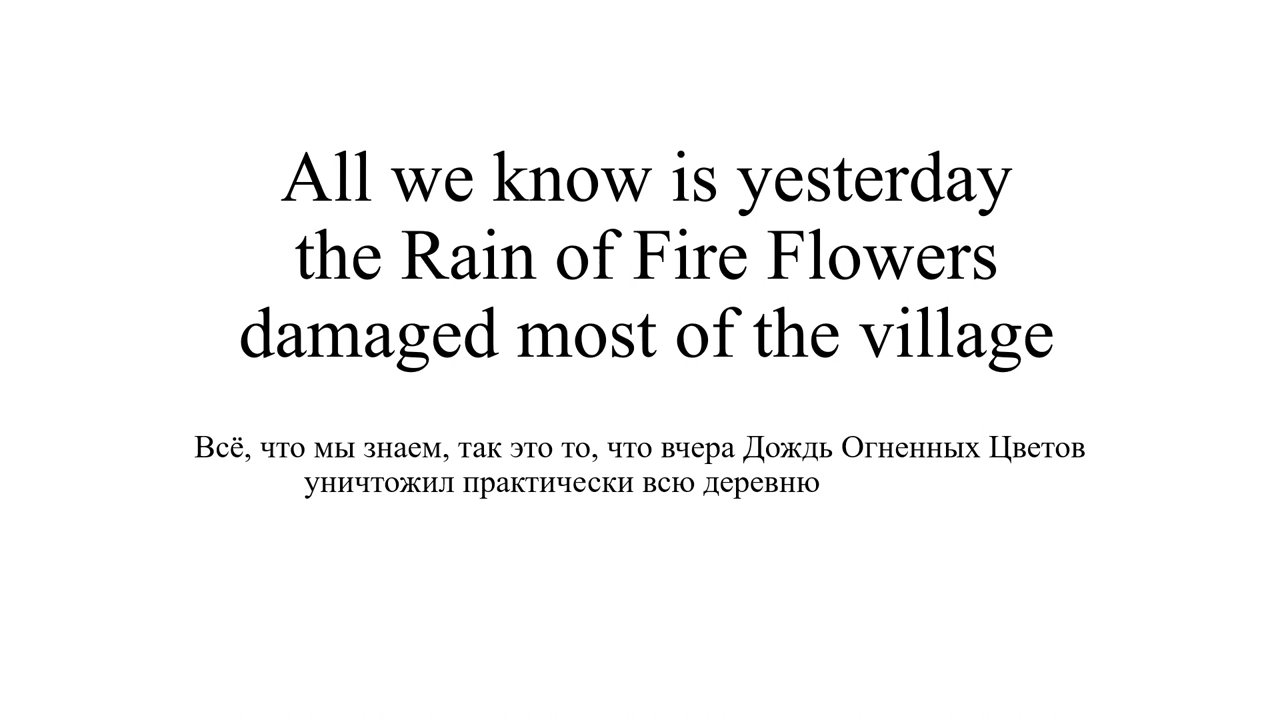 All we know is yesterday
the Rain of Fire Flowers
damaged most of the village
Всё, что мы знаем, так это то, что вчера Дождь Огненных Цветов
уничтожил практически всю деревню